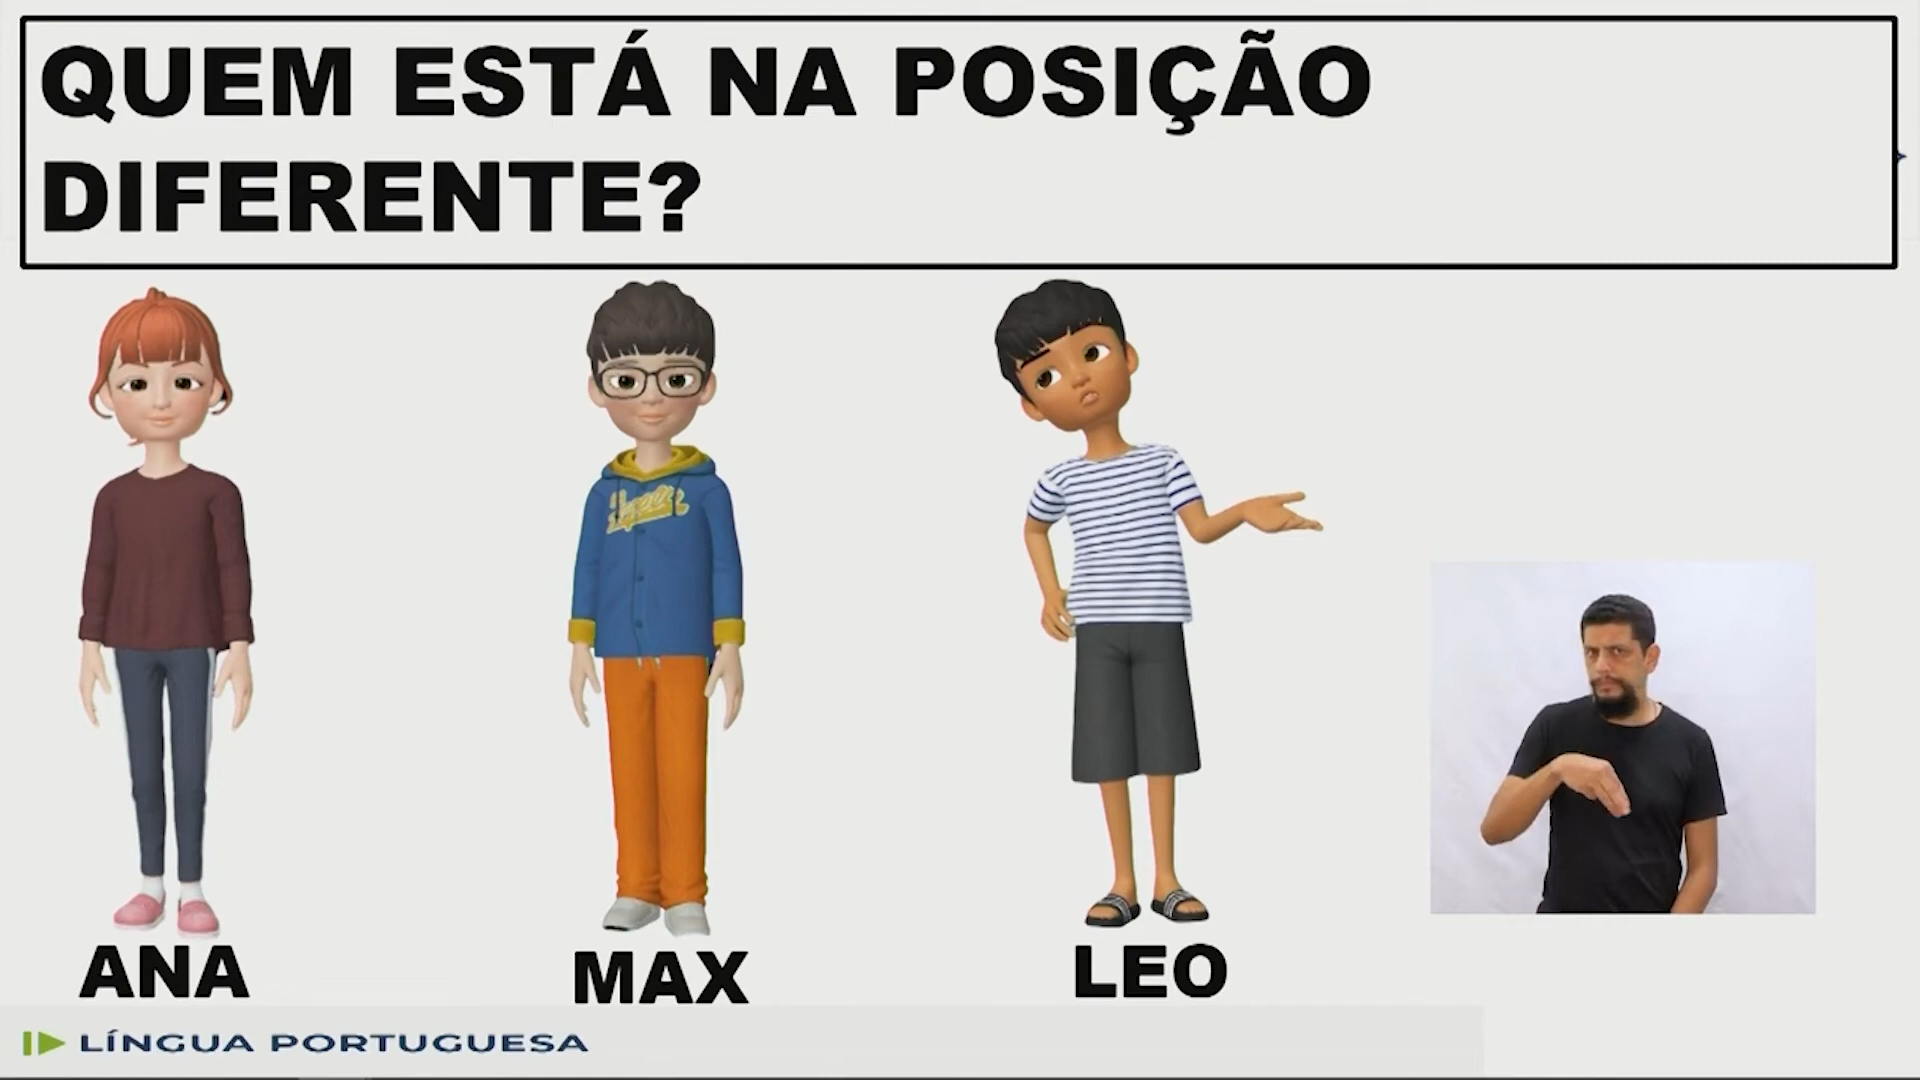 QUEM ESTÁ NA POSIÇÃO
DIFERENTE?
ANA
MAX
LEO
LÍNGUA PORTUGUESA